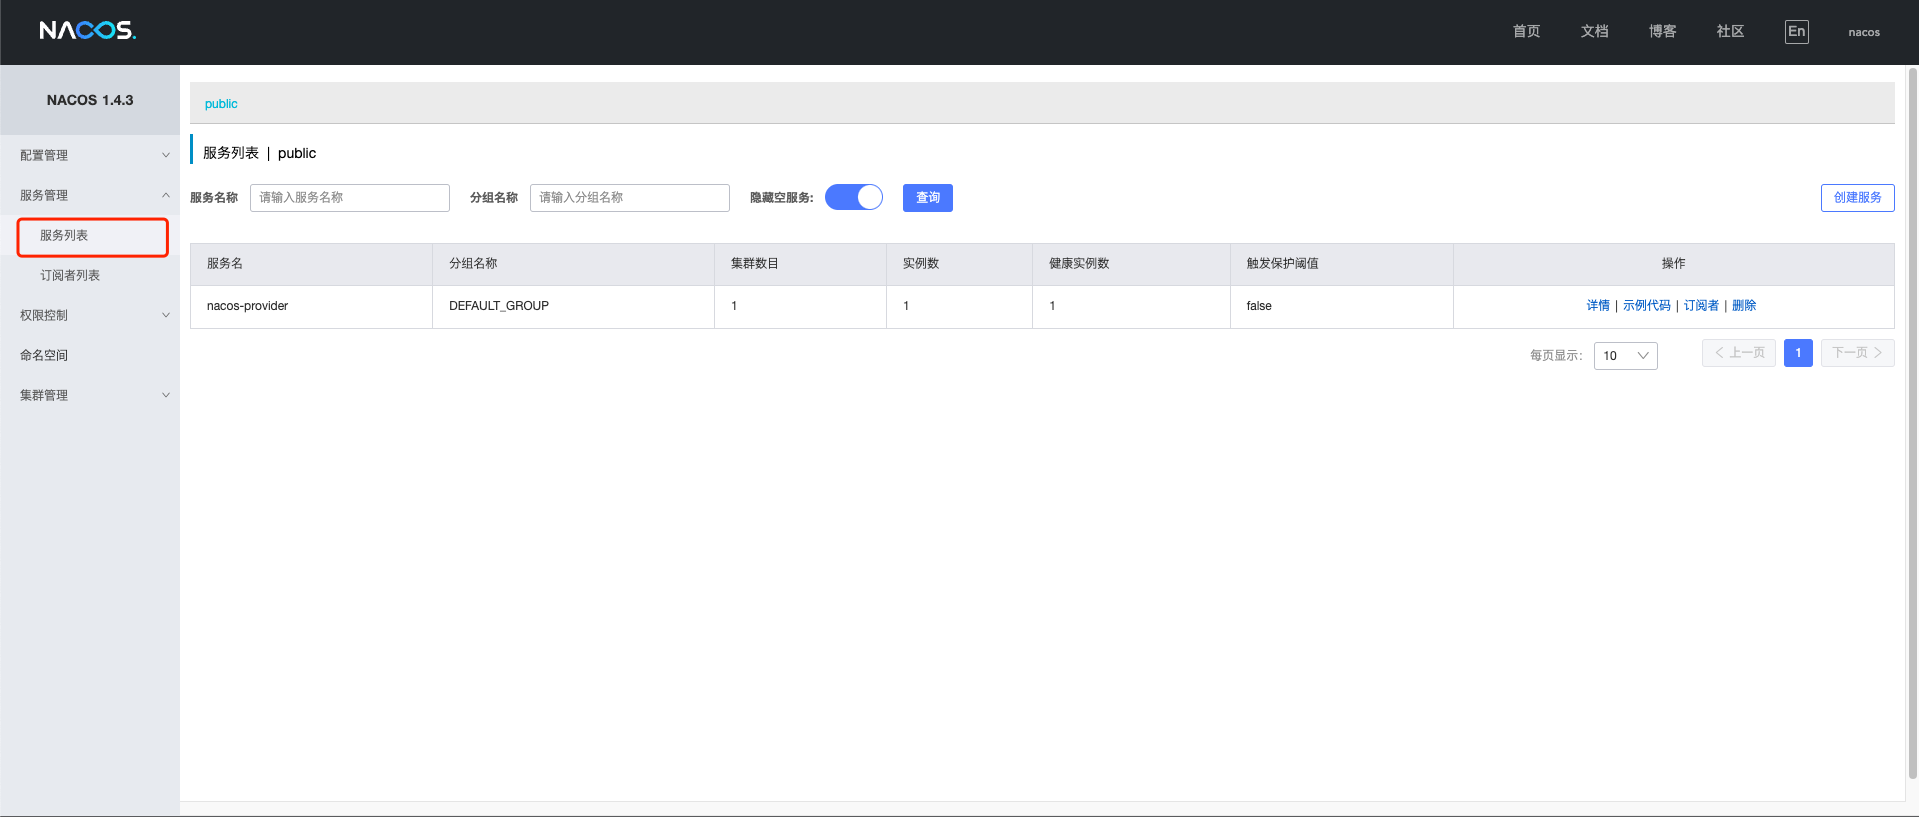 NACOS.
首页 文档 博客 社区 En nacos
NACOS 1.4.3
配置管理
服务管理
服务列表
订阅者列表
权限控制
命名空间
集群管理
public
服务列表 | public
服务名称 请输入服务名称 分组名称 请输入分组名称 隐藏空服务: 查询 创建服务
服务名 分组名称 集群数目 实例数 健康实例数 触发保护阈值 操作
nacos-provider DEFAULT_GROUP 1 1 1 false 详情 | 示例代码 | 订阅者 | 删除
每页显示: 10 上一页 1 下一页